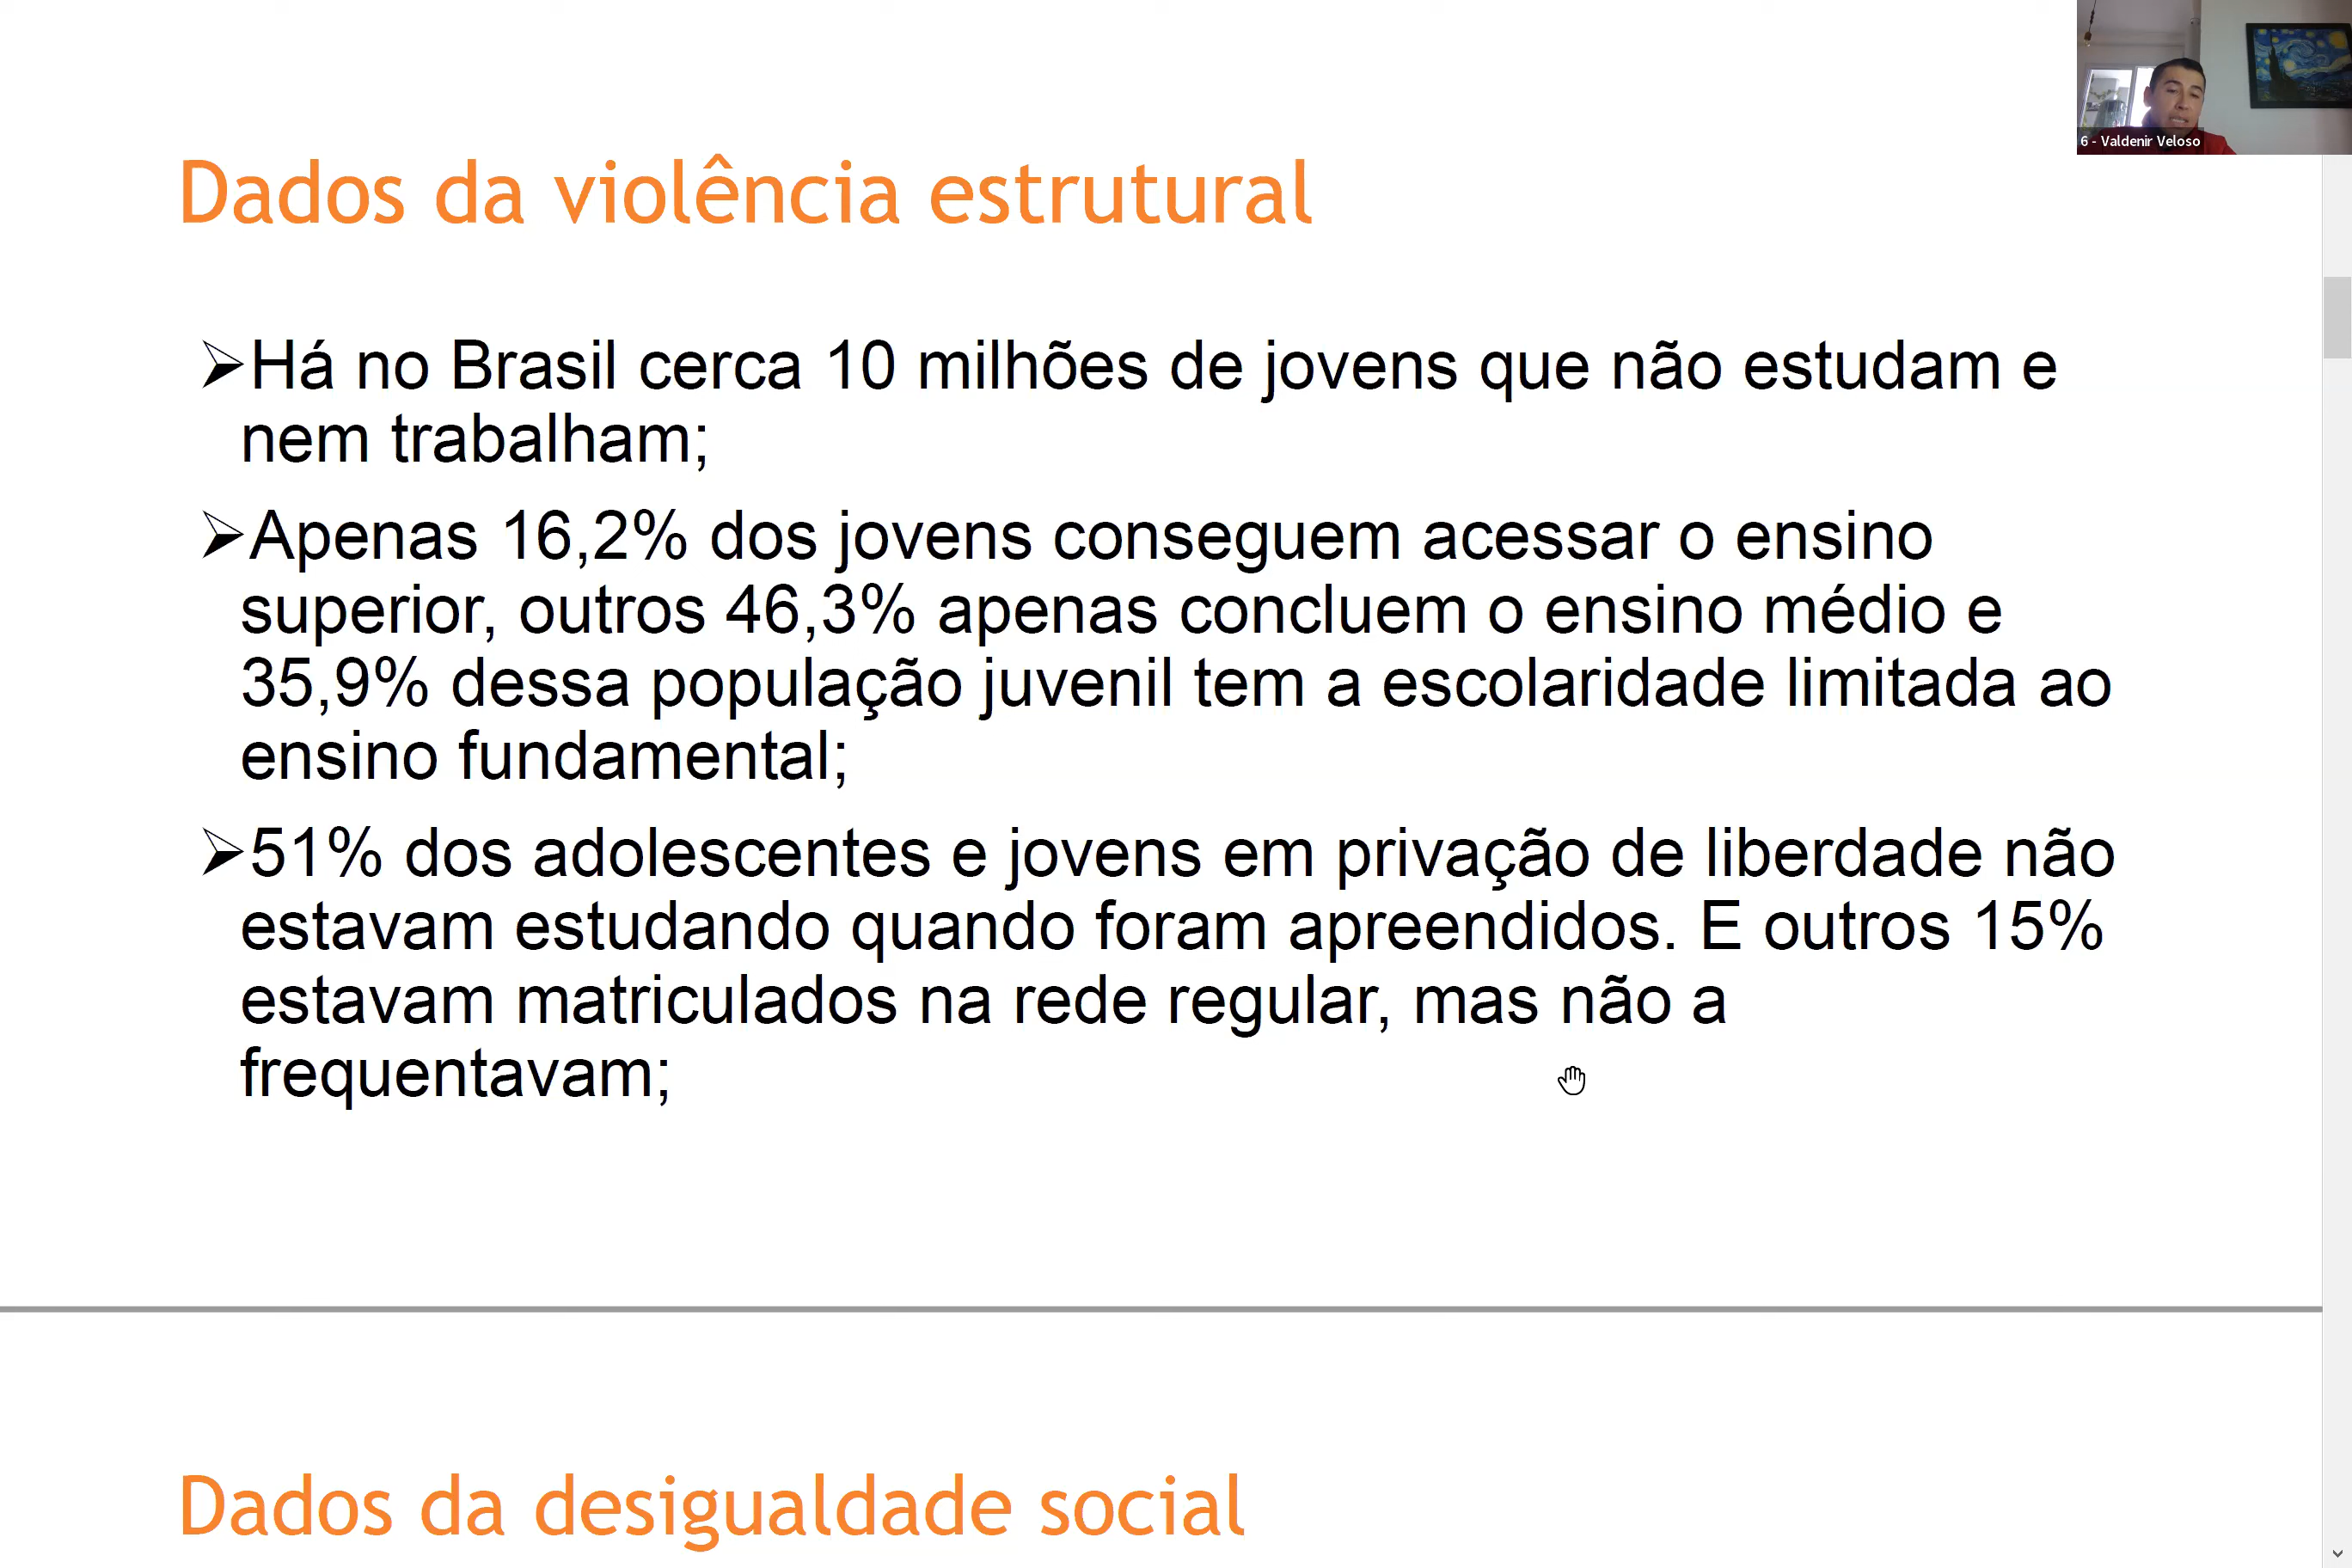 6 - Valdenir Veloso
Dados da violência estrutural
➢Há no Brasil cerca 10 milhões de jovens que não estudam e
nem trabalham;
➢Apenas 16,2% dos jovens conseguem acessar o ensino
superior, outros 46,3% apenas concluem o ensino médio e
35,9% dessa população juvenil tem a escolaridade limitada ao
ensino fundamental;
➢51% dos adolescentes e jovens em privação de liberdade não
estavam estudando quando foram apreendidos. E outros 15%
estavam matriculados na rede regular, mas não a
frequentavam;
Dados da desigualdade social